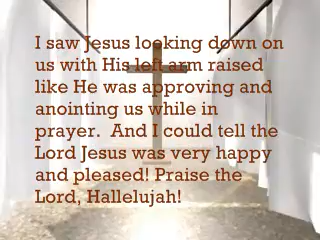 I saw Jesus looking down on
us with His left arm raised
like He was approving and
anointing us while in
prayer.  And I could tell the
Lord Jesus was very happy
and pleased! Praise the
Lord, Hallelujah!